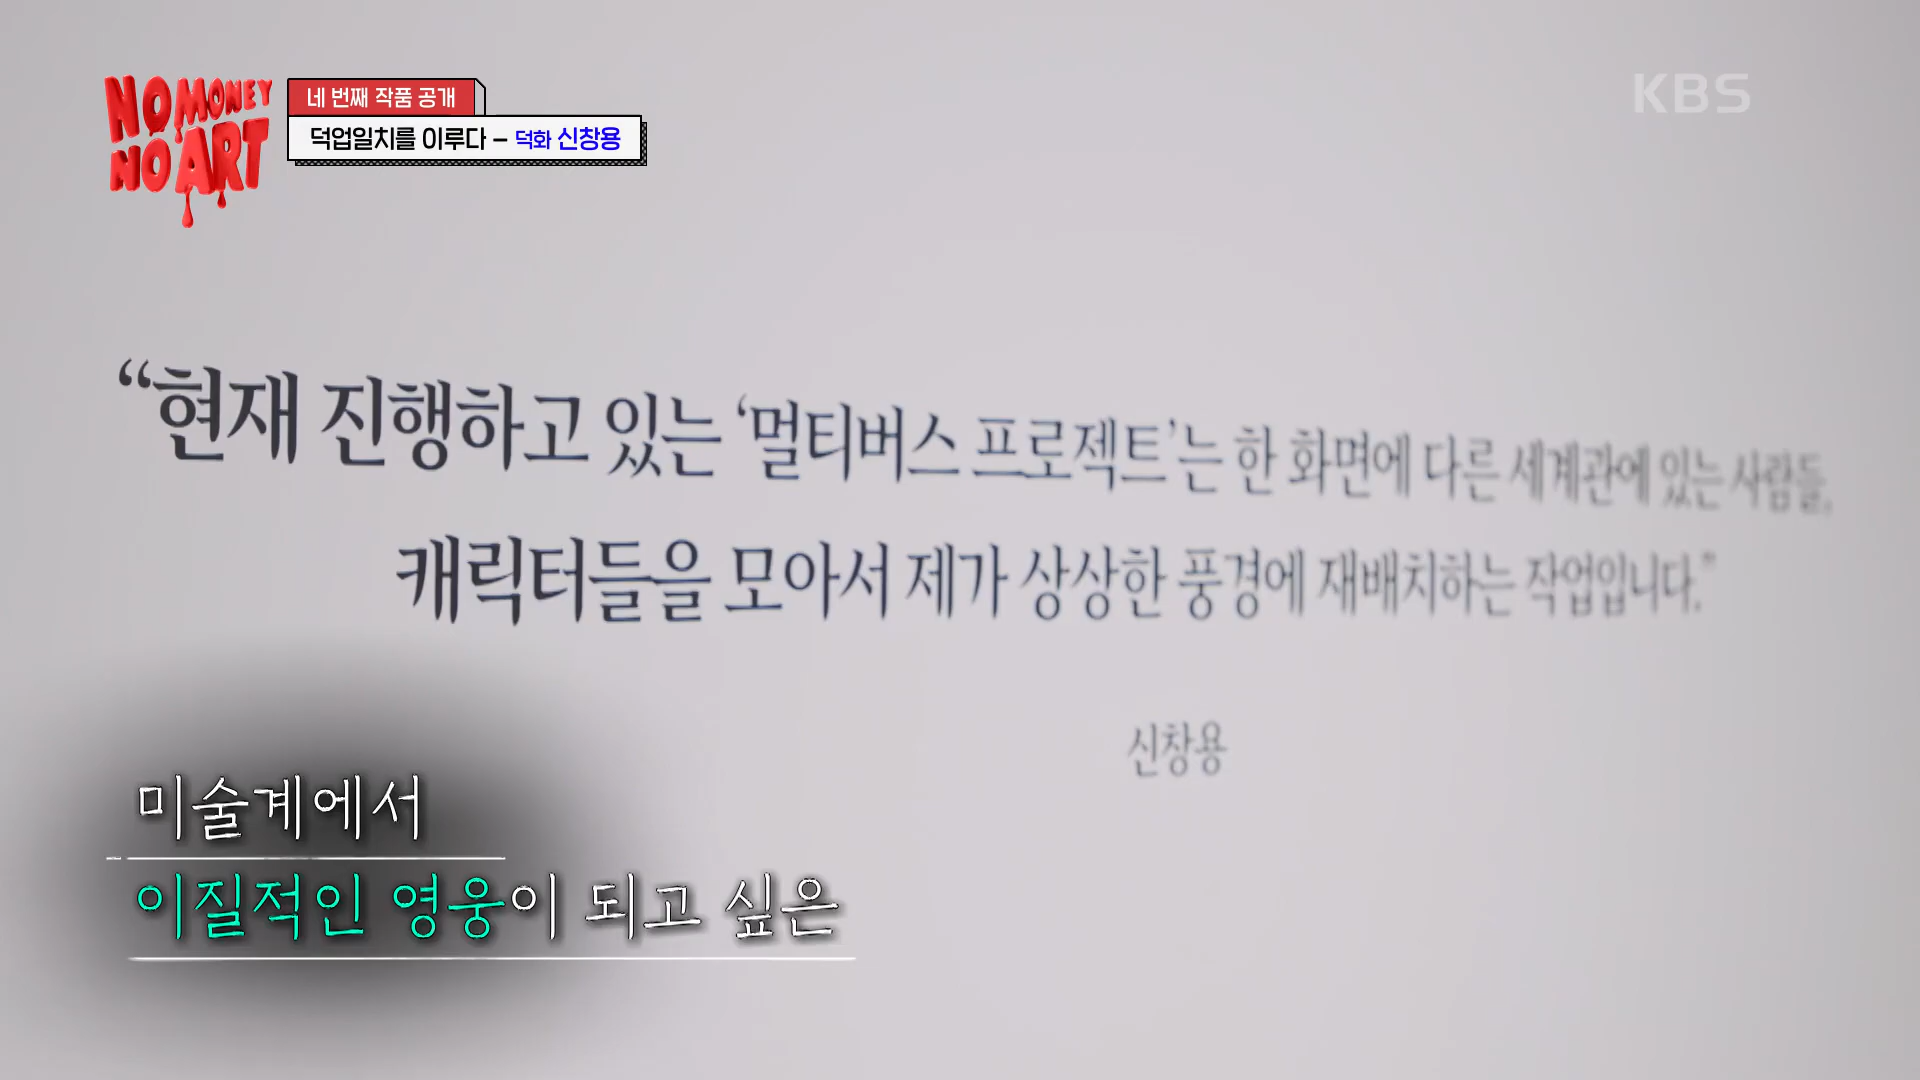 NO MONEY
NO ART
네 번째 작품 공개
덕업일치를 이루다 – 덕화 신창용
KBS
“현재 진행하고 있는 ‘멀티버스 프로젝트’는 한 화면에 다른 세계관에 있는 사람들,
캐릭터들을 모아서 제가 상상한 풍경에 재배치하는 작업입니다.”
신창용
미술계에서
이질적인 영웅이 되고 싶은